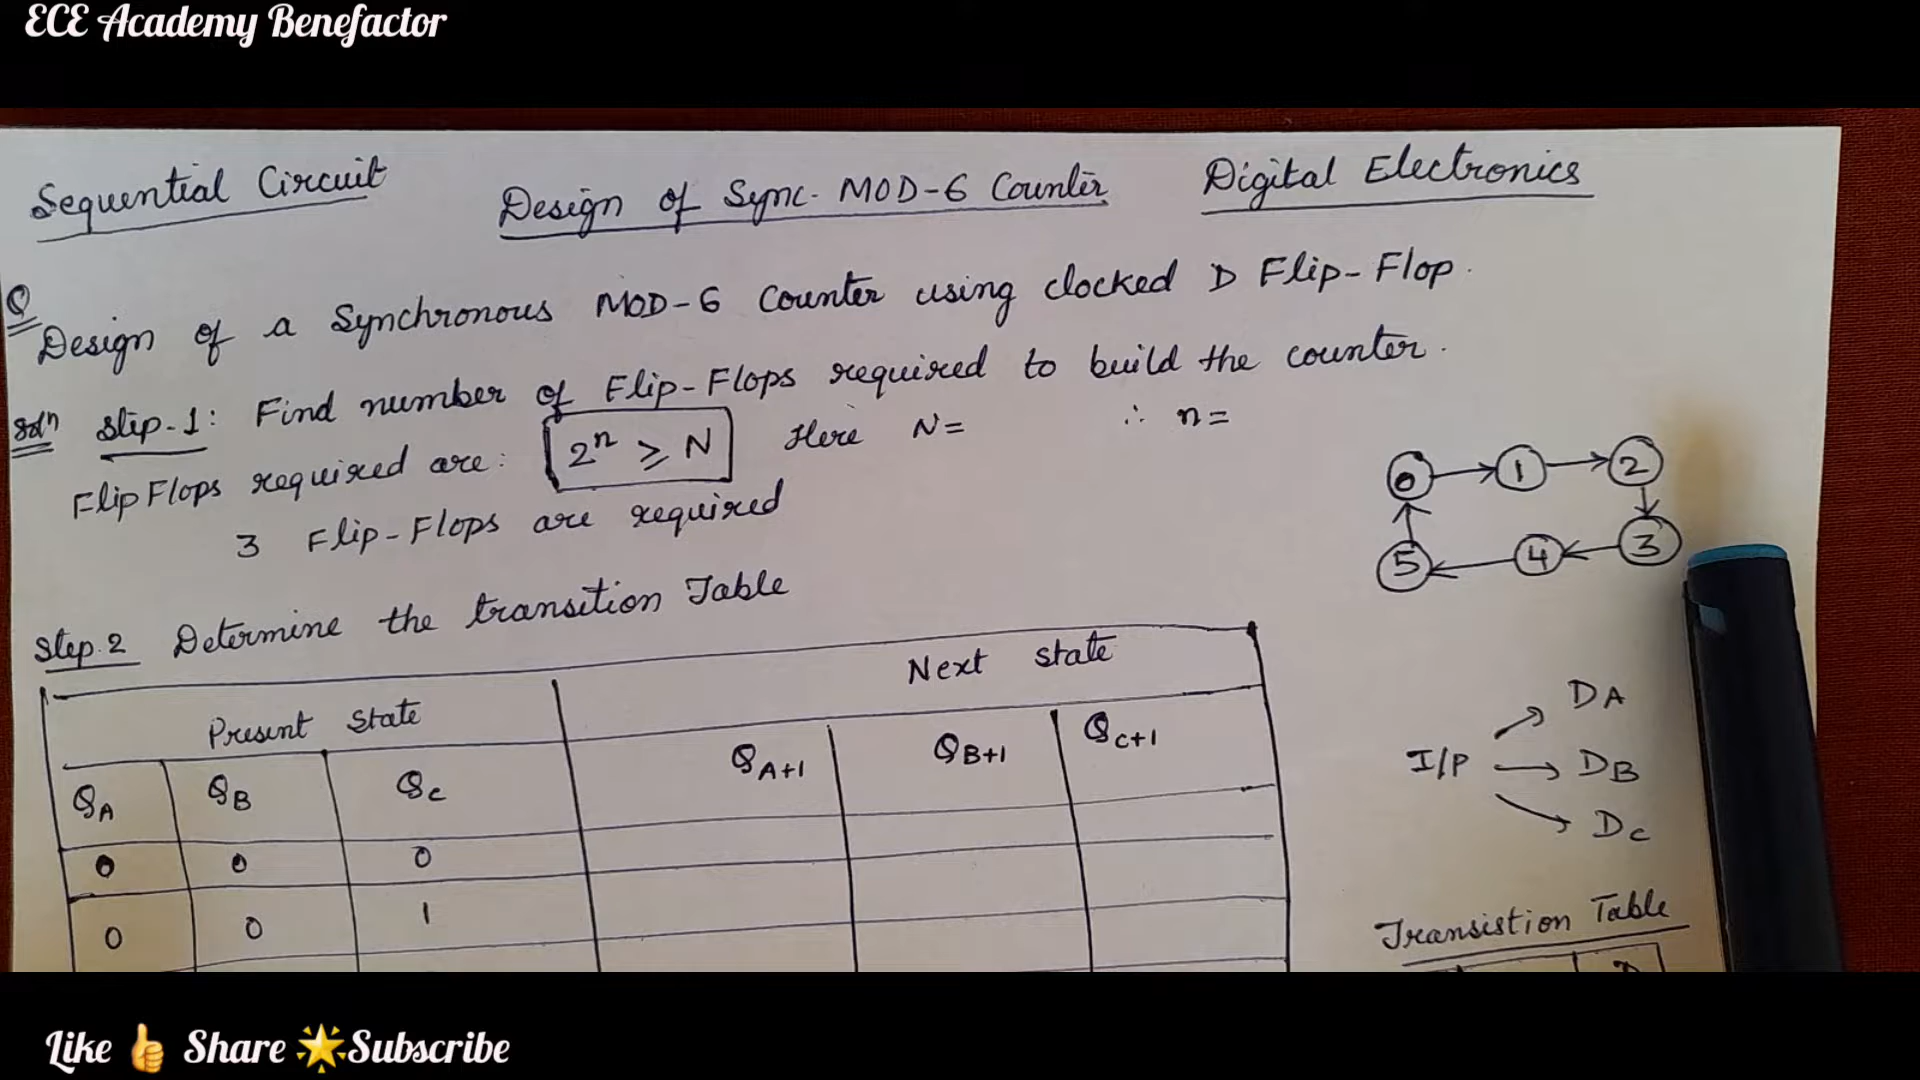 ECE Academy Benefactor
Sequential Circuit
Design of Sync. MOD-6 Counter
Digital Electronics
Q
Design of a Synchronous MOD-6 Counter using clocked D Flip-Flop.
Soln Step-1: Find number of Flip-Flops required to build the counter.
Flip Flops required are: 2^n ≥ N Here N= ∴ n=
3 Flip-Flops are required
0 1 2
5 4 3
Step.2 Determine the transition Table
Present state Next state
QA QB QC QA+1 QB+1 QC+1
0 0 0
0 0 1
DA
I/P DB
DC
Transistion Table
Like 👍 Share 🌟Subscribe